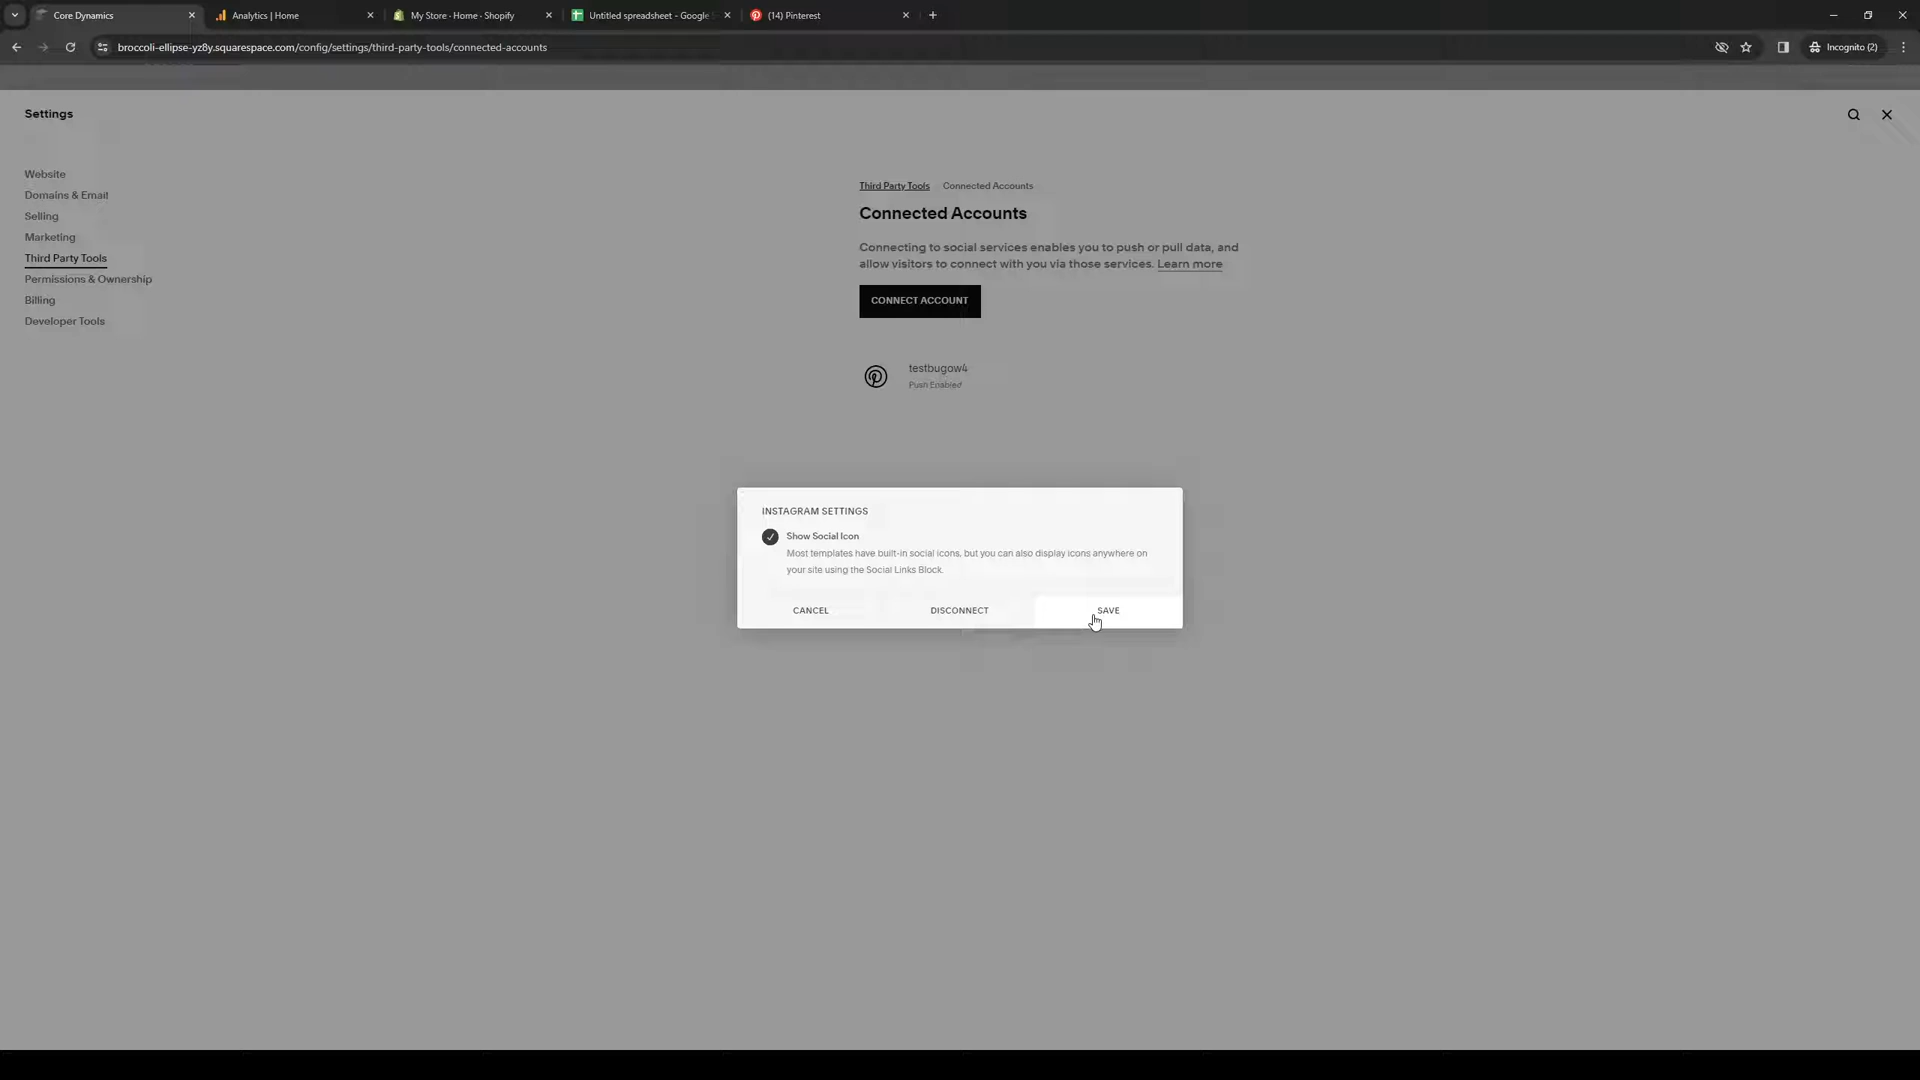 Core Dynamics
Analytics | Home
My Store · Home · Shopify
Untitled spreadsheet - Google
(14) Pinterest
broccoli-ellipse-yz8y.squarespace.com/config/settings/third-party-tools/connected-accounts
Incognito (2)
Settings
Website
Domains & Email
Selling
Marketing
Third Party Tools
Permissions & Ownership
Billing
Developer Tools
Third Party Tools Connected Accounts
Connected Accounts
Connecting to social services enables you to push or pull data, and
allow visitors to connect with you via those services. Learn more
CONNECT ACCOUNT
testbugow4
Push Enabled
INSTAGRAM SETTINGS
Show Social Icon
Most templates have built-in social icons, but you can also display icons anywhere on
your site using the Social Links Block.
CANCEL DISCONNECT SAVE